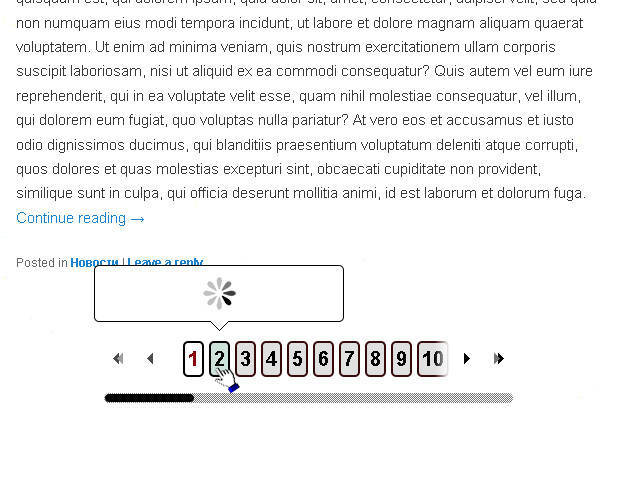 quisquam est, qui dolorem ipsum, quia dolor sit, amet, consectetur, adipisci velit, sed quia
non numquam eius modi tempora incidunt, ut labore et dolore magnam aliquam quaerat
voluptatem. Ut enim ad minima veniam, quis nostrum exercitationem ullam corporis
suscipit laboriosam, nisi ut aliquid ex ea commodi consequatur? Quis autem vel eum iure
reprehenderit, qui in ea voluptate velit esse, quam nihil molestiae consequatur, vel illum,
qui dolorem eum fugiat, quo voluptas nulla pariatur? At vero eos et accusamus et iusto
odio dignissimos ducimus, qui blanditiis praesentium voluptatum deleniti atque corrupti,
quos dolores et quas molestias excepturi sint, obcaecati cupiditate non provident,
similique sunt in culpa, qui officia deserunt mollitia animi, id est laborum et dolorum fuga.
Continue reading →
Posted in Новости | Leave a reply
1 2 3 4 5 6 7 8 9 10